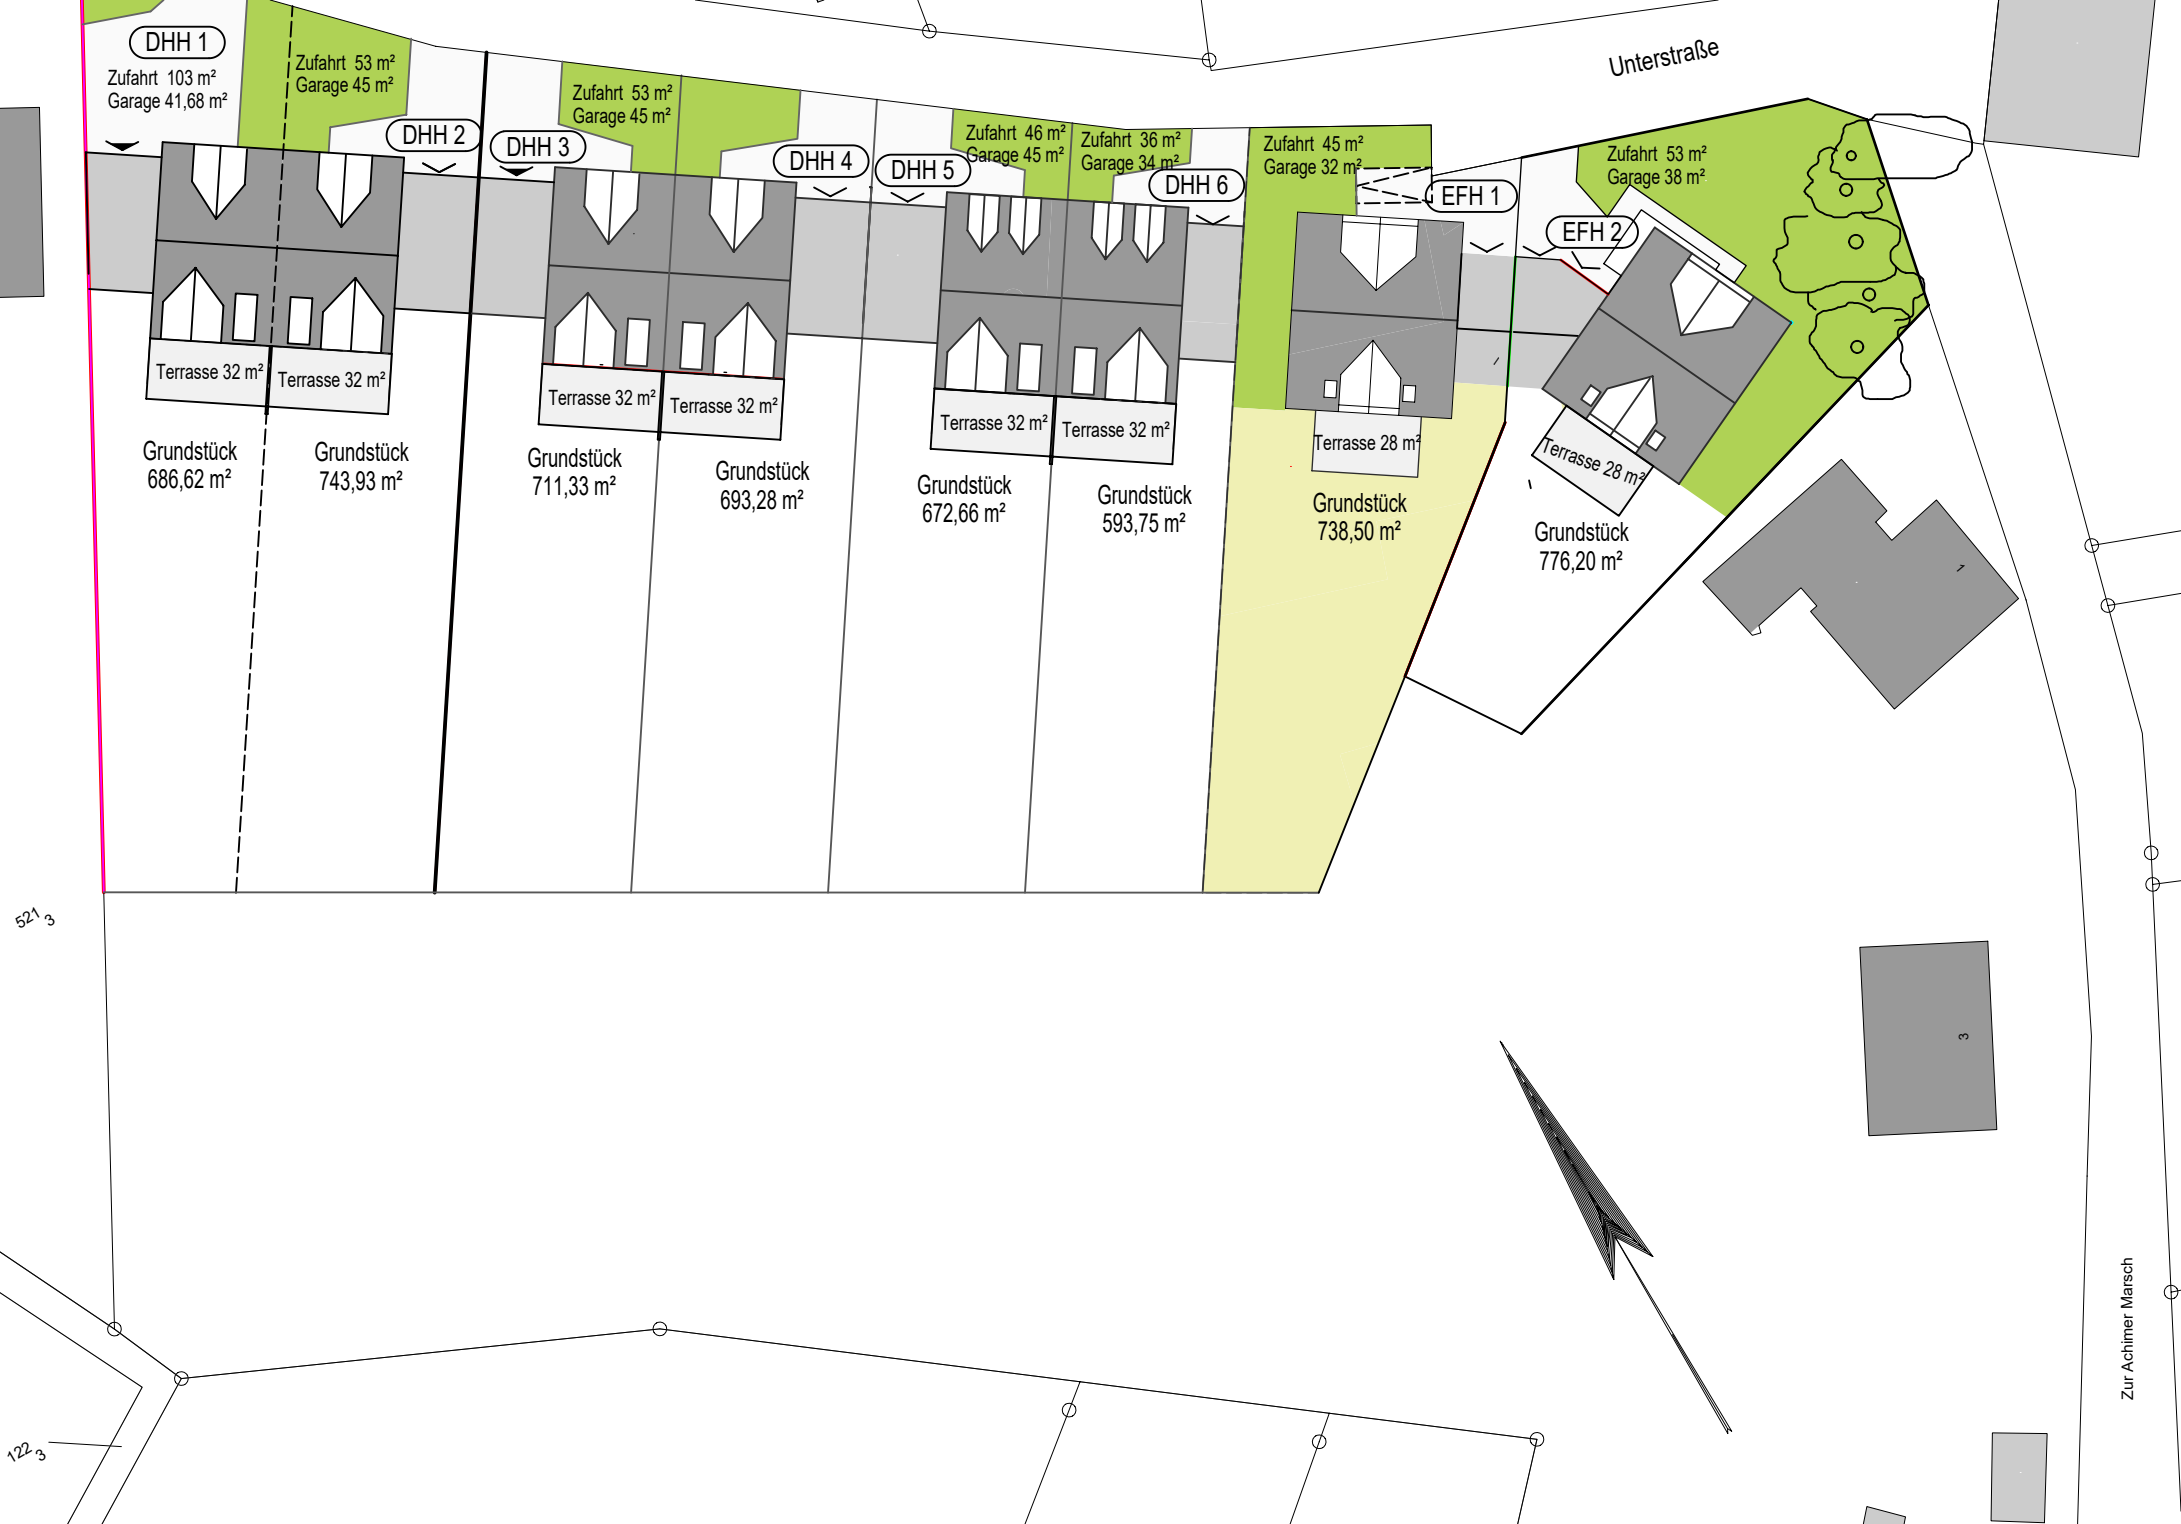 Unterstraße
DHH 1
Zufahrt 103 m²
Garage 41,68 m²
Zufahrt 53 m²
Garage 45 m²
DHH 2
DHH 3
Zufahrt 53 m²
Garage 45 m²
DHH 4
DHH 5
Zufahrt 46 m²
Garage 45 m²
Zufahrt 36 m²
Garage 34 m²
DHH 6
Zufahrt 45 m²
Garage 32 m²
EFH 1
EFH 2
Zufahrt 53 m²
Garage 38 m²
Terrasse 32 m²
Terrasse 32 m²
Terrasse 32 m²
Terrasse 32 m²
Terrasse 32 m²
Terrasse 32 m²
Terrasse 28 m²
Terrasse 28 m²
Grundstück
686,62 m²
Grundstück
743,93 m²
Grundstück
711,33 m²
Grundstück
693,28 m²
Grundstück
672,66 m²
Grundstück
593,75 m²
Grundstück
738,50 m²
Grundstück
776,20 m²
1
521
3
3
Zur Achimer Marsch
122
3